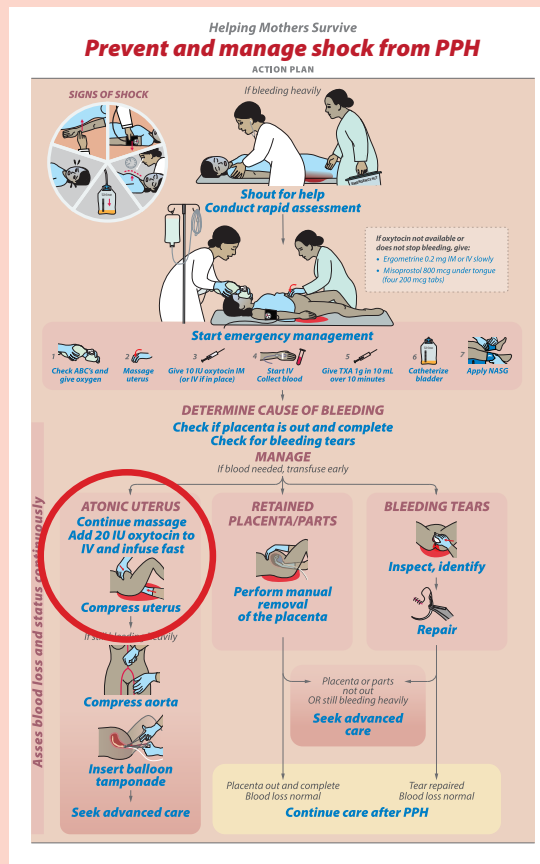 Helping Mothers Survive
Prevent and manage shock from PPH
ACTION PLAN
SIGNS OF SHOCK
If bleeding heavily
Shout for help
Conduct rapid assessment
If oxytocin not available or
does not stop bleeding, give:
• Ergometrine 0.2 mg IM or IV slowly
• Misoprostol 800 mcg under tongue
(four 200 mcg tabs)
Start emergency management
1
Check ABC's and
give oxygen
2
Massage
uterus
3
Give 10 IU oxytocin IM
(or IV if in place)
4
Start IV
Collect blood
5
Give TXA 1g in 10 mL
over 10 minutes
6
Catheterize
bladder
7
Apply NASG
DETERMINE CAUSE OF BLEEDING
Check if placenta is out and complete
Check for bleeding tears
MANAGE
If blood needed, transfuse early
Asses blood loss and status continuously
ATONIC UTERUS
Continue massage
Add 20 IU oxytocin to
IV and infuse fast
Compress uterus
If still bleeding heavily
Compress aorta
Insert balloon
tamponade
Seek advanced care
RETAINED
PLACENTA/PARTS
Perform manual
removal
of the placenta
BLEEDING TEARS
Inspect, identify
Repair
Placenta or parts
not out
OR still bleeding heavily
Seek advanced
care
Placenta out and complete
Blood loss normal
Tear repaired
Blood loss normal
Continue care after PPH